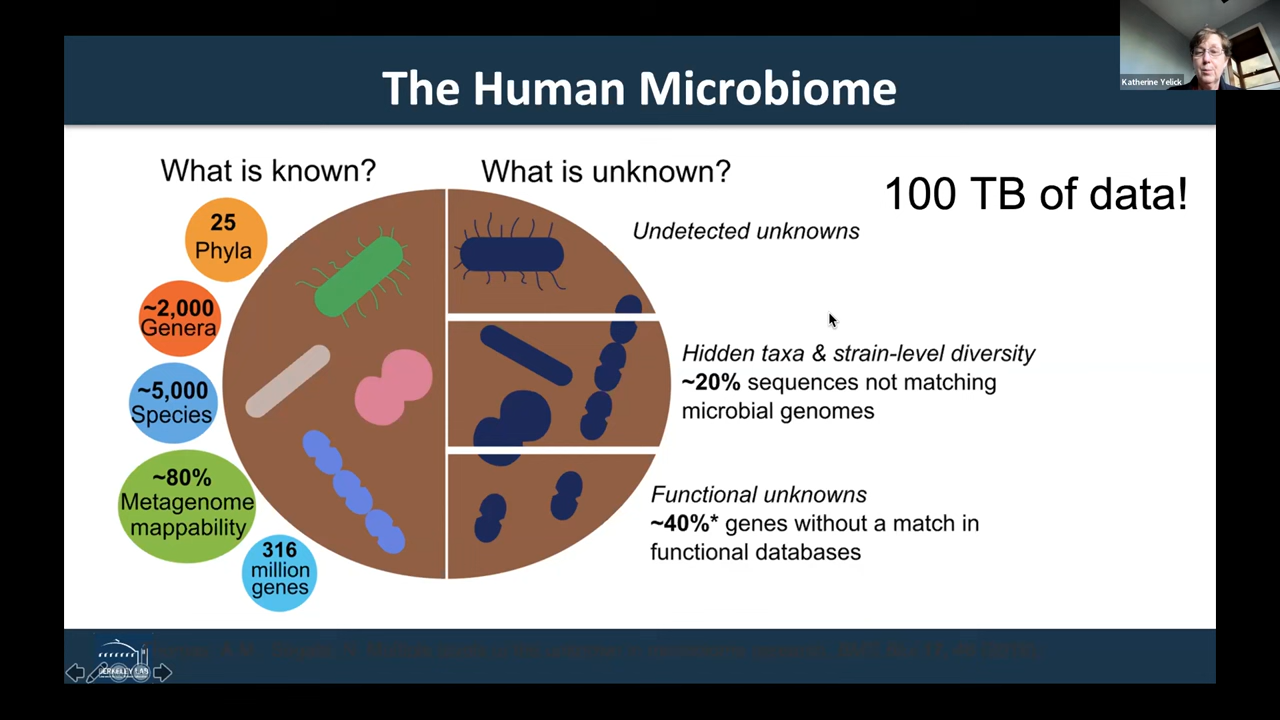 The Human Microbiome
Katherine Yelick
What is known?
What is unknown?
100 TB of data!
25
Phyla
~2,000
Genera
~5,000
Species
~80%
Metagenome
mappability
316
million
genes
Undetected unknowns
Hidden taxa & strain-level diversity
~20% sequences not matching
microbial genomes
Functional unknowns
~40%* genes without a match in
functional databases
BERKELEY LAB